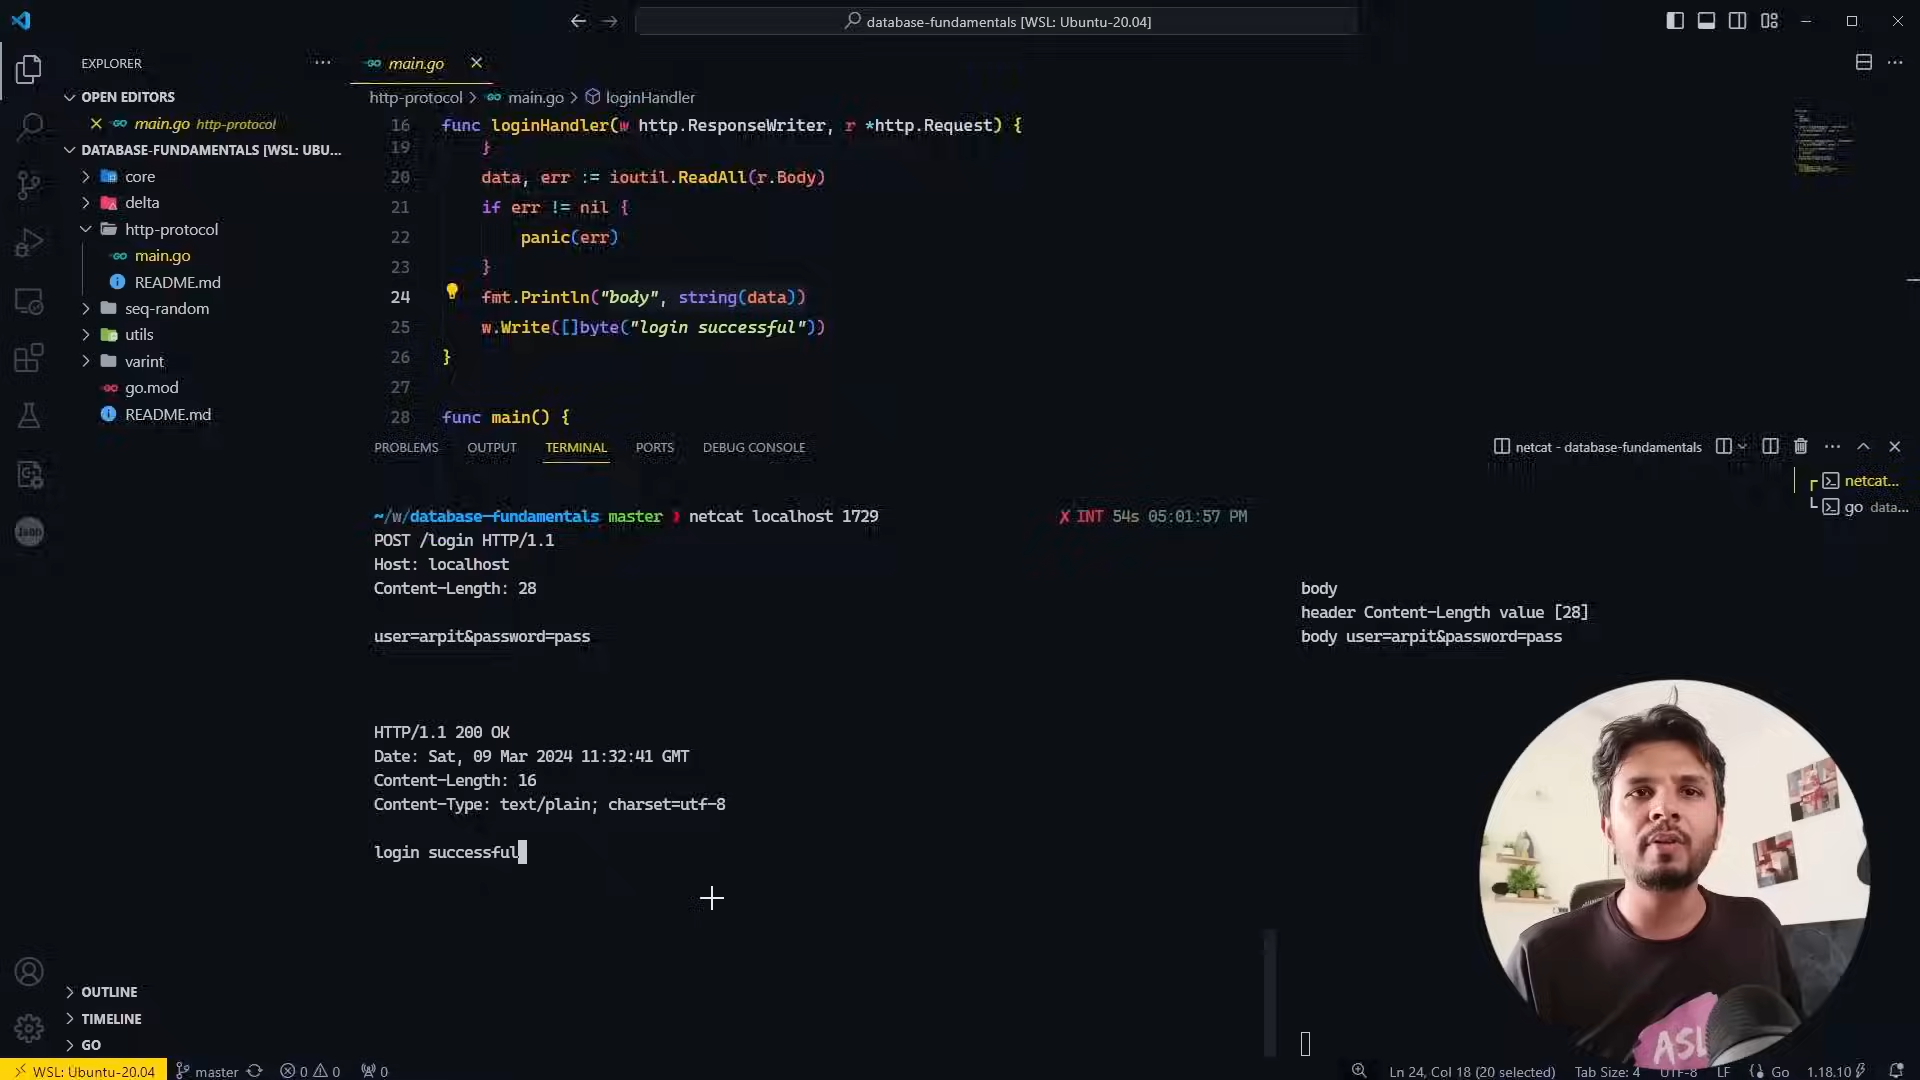 database-fundamentals [WSL: Ubuntu-20.04]
EXPLORER
main.go
OPEN EDITORS
main.go http-protocol
DATABASE-FUNDAMENTALS [WSL: UBU...
core
delta
http-protocol
main.go
README.md
seq-random
utils
varint
go.mod
README.md
http-protocol > main.go > loginHandler
16 func loginHandler(w http.ResponseWriter, r *http.Request) {
19 }
20 data, err := ioutil.ReadAll(r.Body)
21 if err != nil {
22 panic(err)
23 }
24 fmt.Println("body", string(data))
25 w.Write([]byte("login successful"))
26 }
27
28 func main() {
PROBLEMS OUTPUT TERMINAL PORTS DEBUG CONSOLE
netcat - database-fundamentals
netcat...
go data...
~/w/database-fundamentals master ❯ netcat localhost 1729 ✗ INT 54s 05:01:57 PM
POST /login HTTP/1.1
Host: localhost
Content-Length: 28

user=arpit&password=pass

HTTP/1.1 200 OK
Date: Sat, 09 Mar 2024 11:32:41 GMT
Content-Length: 16
Content-Type: text/plain; charset=utf-8

login successful
body
header Content-Length value [28]
body user=arpit&password=pass
ASL
OUTLINE
TIMELINE
GO
WSL: Ubuntu-20.04 master 0 0 0
Ln 24, Col 18 (20 selected) Tab Size: 4 UTF-8 LF Go 1.18.10